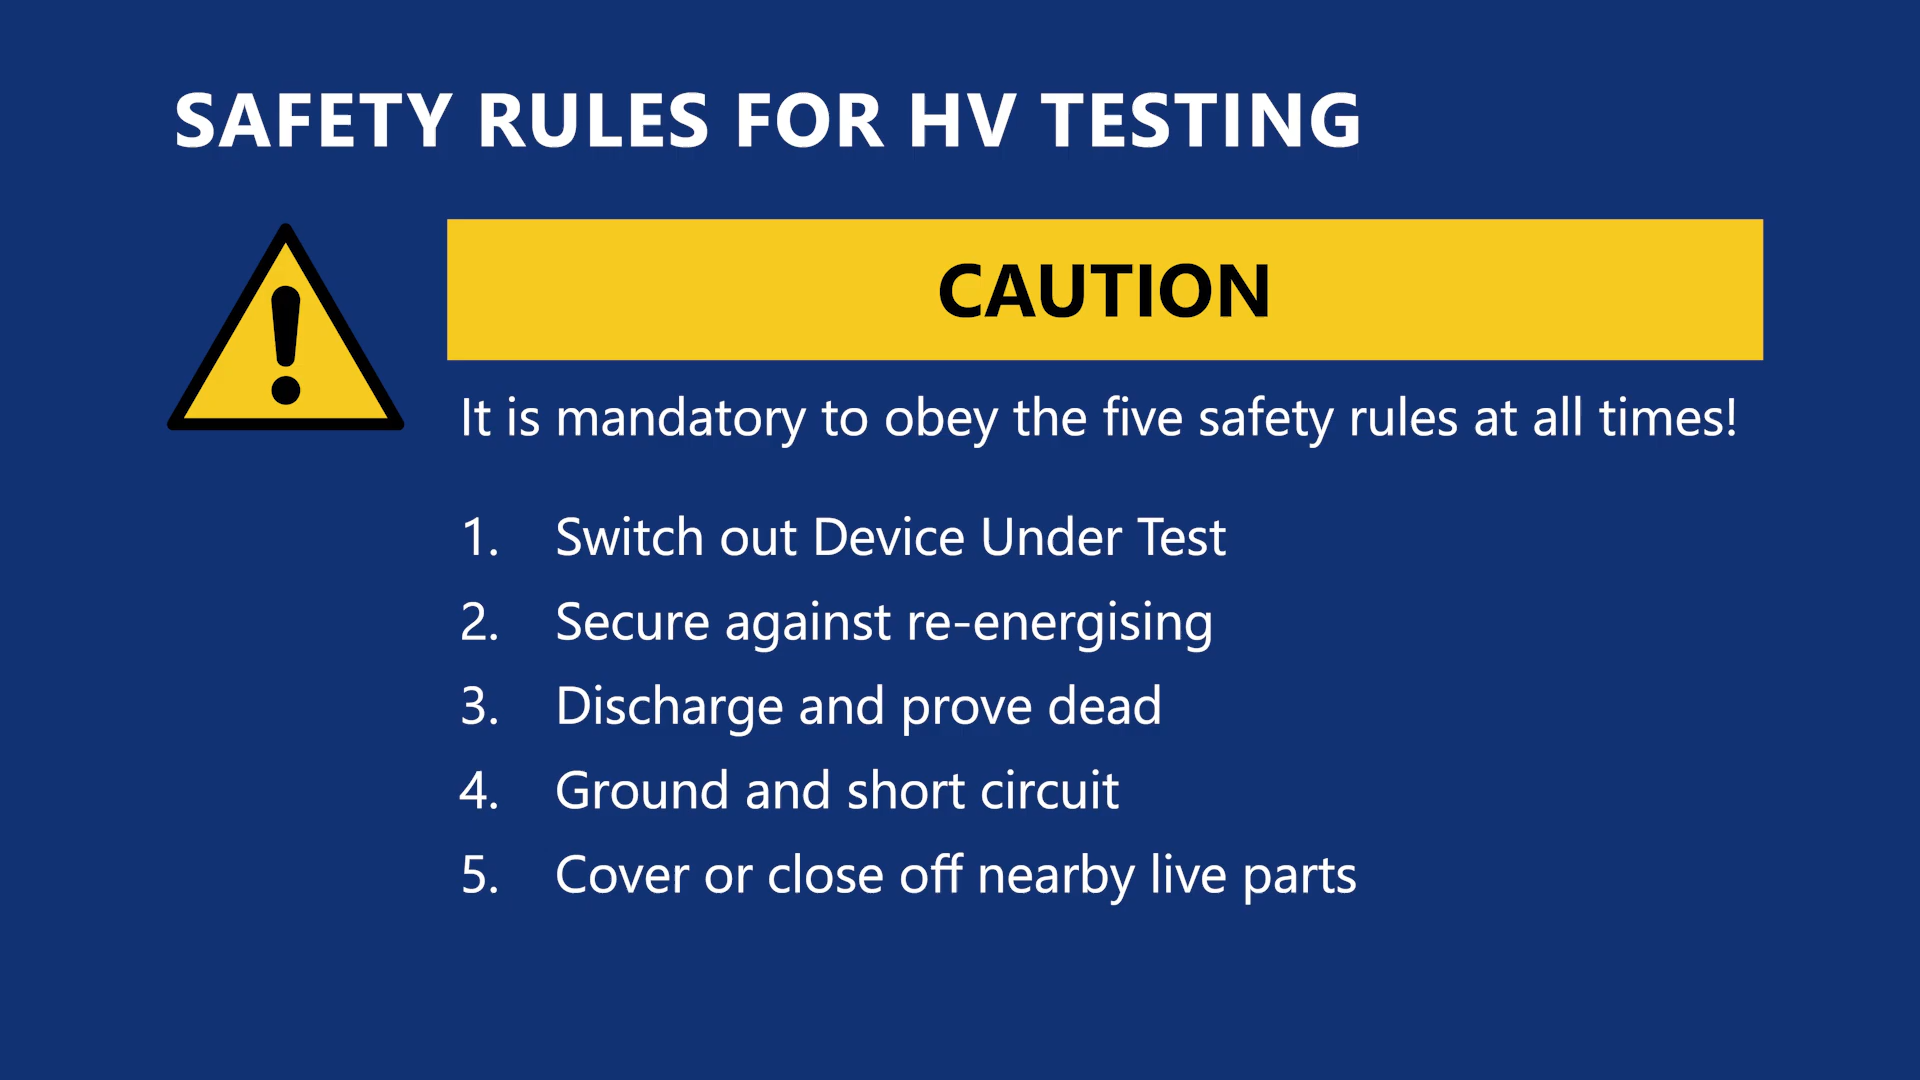 SAFETY RULES FOR HV TESTING
CAUTION
It is mandatory to obey the five safety rules at all times!
1. Switch out Device Under Test
2. Secure against re-energising
3. Discharge and prove dead
4. Ground and short circuit
5. Cover or close off nearby live parts